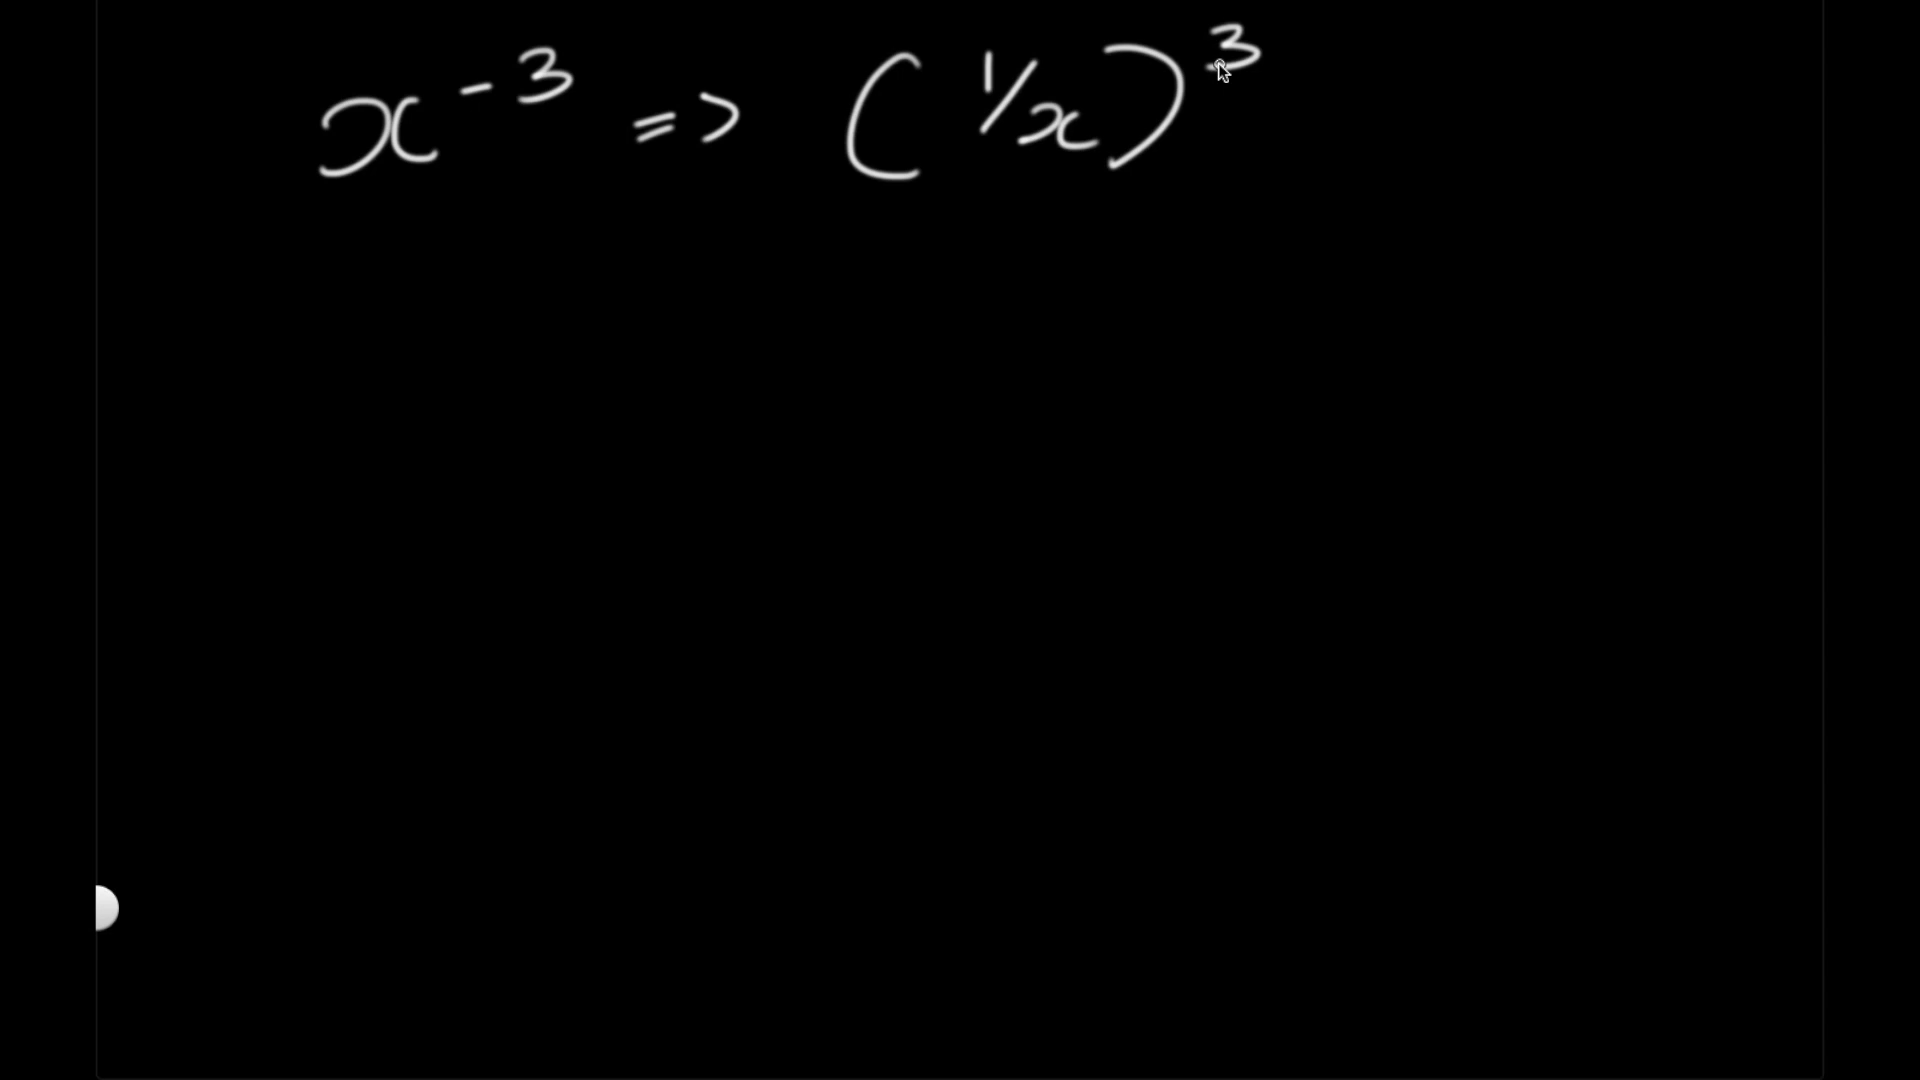 x⁻³ => (1/x)³